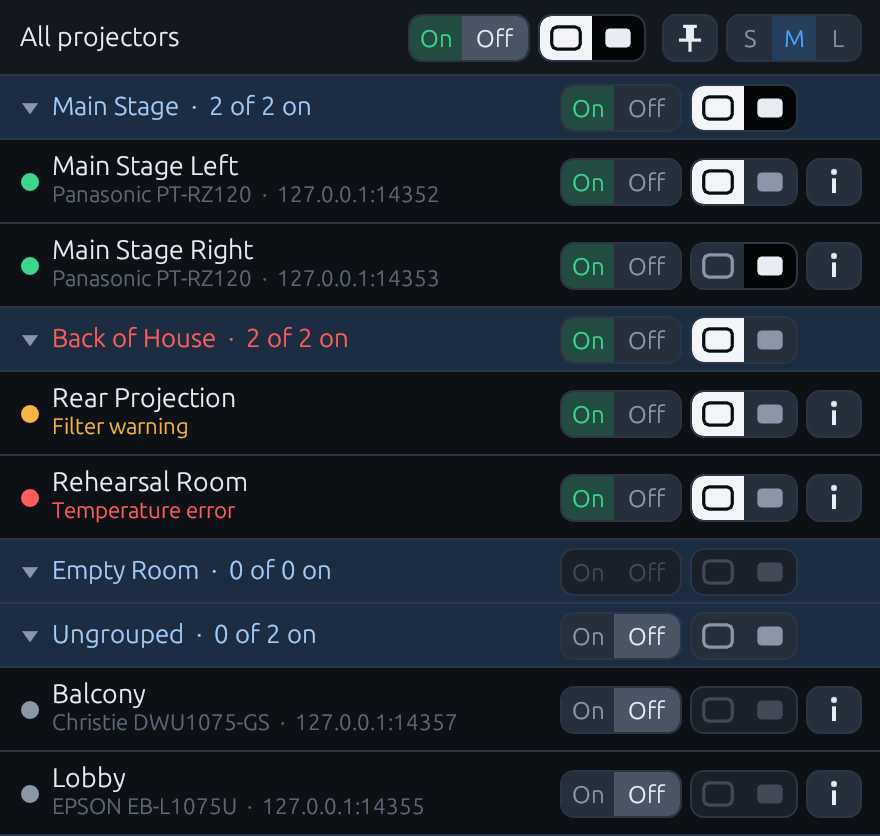 All projectors On Off S M L
Main Stage · 2 of 2 on On Off
Main Stage Left
Panasonic PT-RZ120 · 127.0.0.1:14352
On Off i
Main Stage Right
Panasonic PT-RZ120 · 127.0.0.1:14353
On Off i
Back of House · 2 of 2 on On Off
Rear Projection
Filter warning
On Off i
Rehearsal Room
Temperature error
On Off i
Empty Room · 0 of 0 on On Off
Ungrouped · 0 of 2 on On Off
Balcony
Christie DWU1075-GS · 127.0.0.1:14357
On Off i
Lobby
EPSON EB-L1075U · 127.0.0.1:14355
On Off i